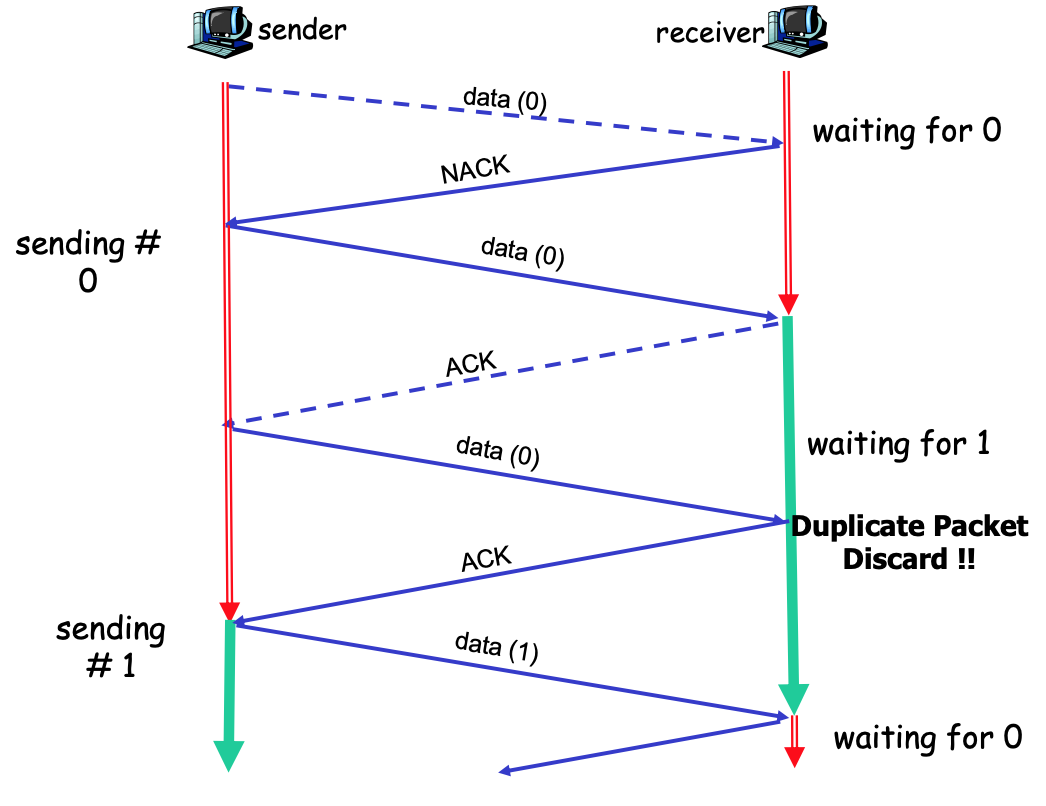 sender
receiver
data (0)
waiting for 0
NACK
sending #
0
data (0)
ACK
waiting for 1
data (0)
Duplicate Packet
Discard !!
ACK
sending
# 1
data (1)
waiting for 0